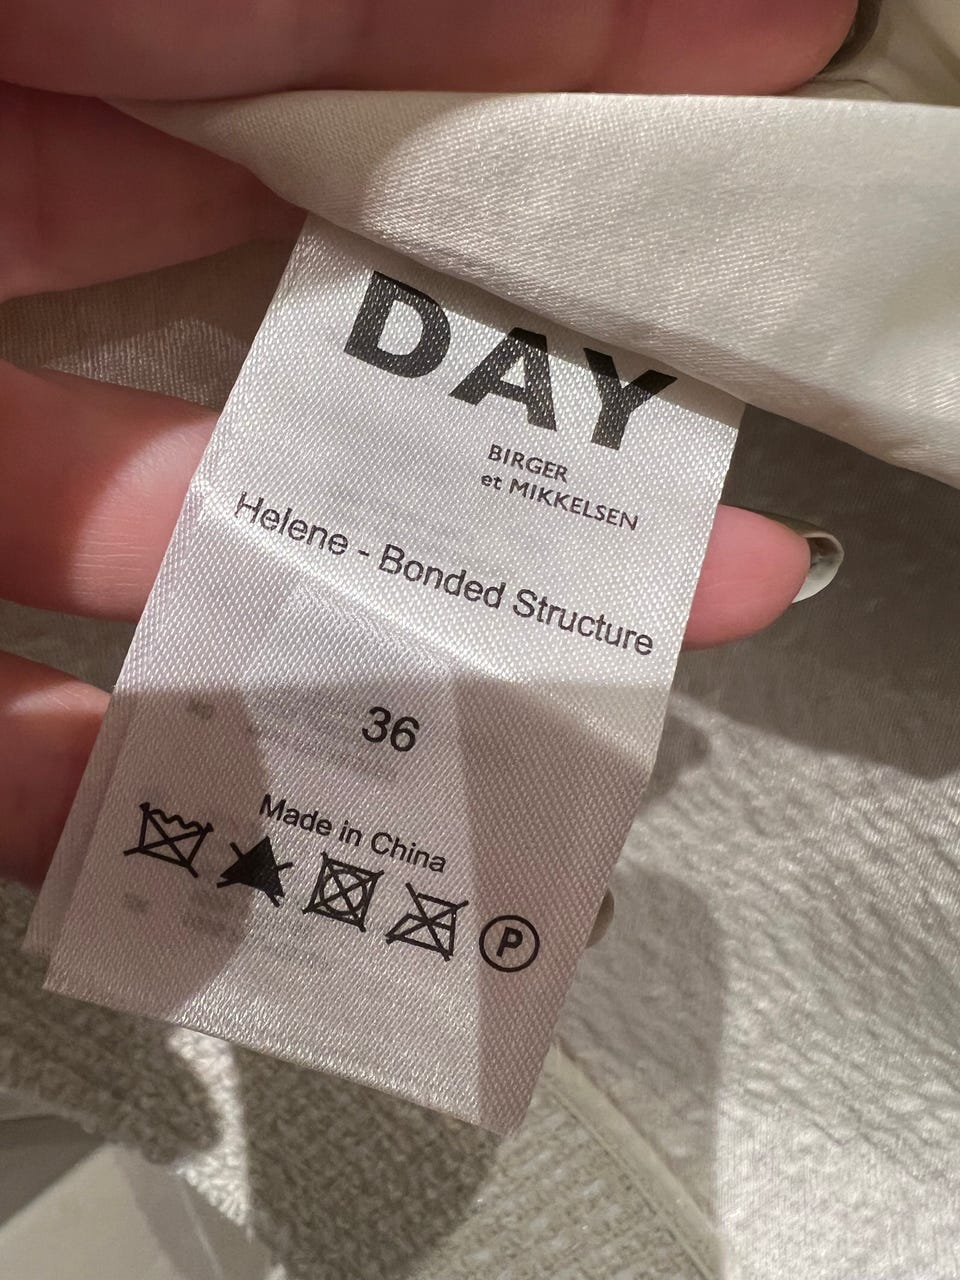 DAY
BIRGER
et MIKKELSEN
Helene - Bonded Structure
36
Made in China
P